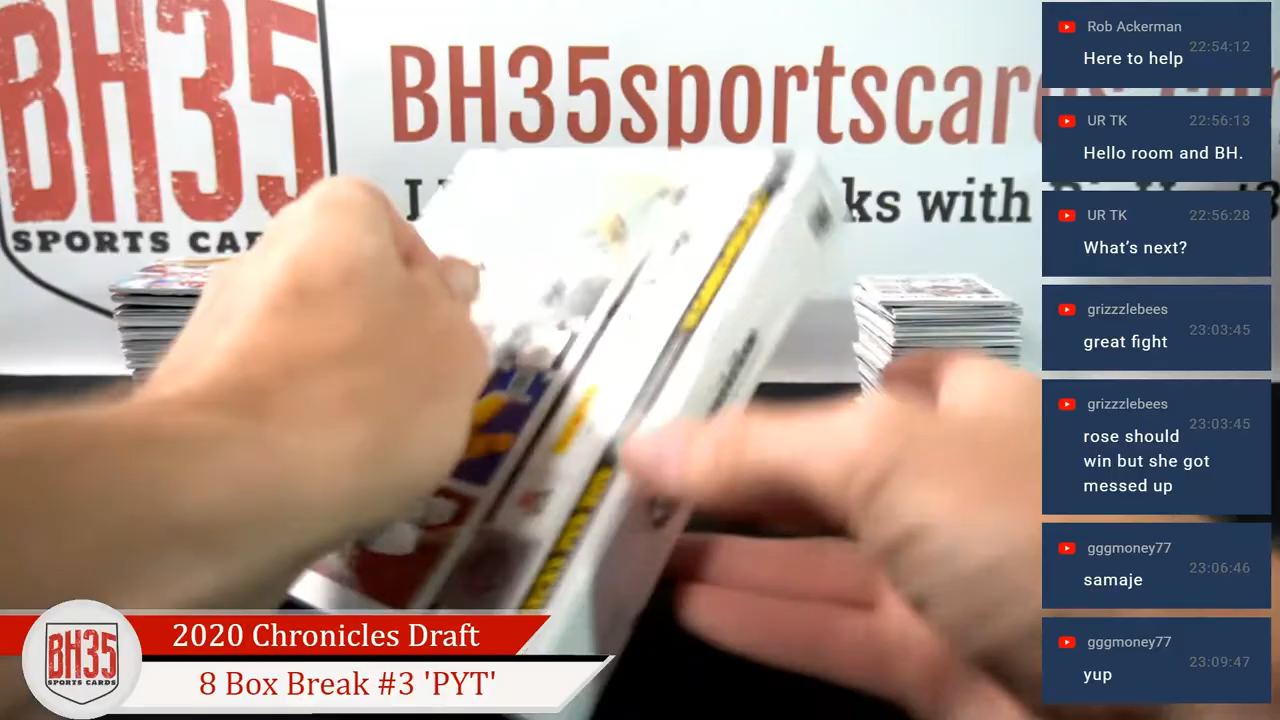 BH35
SPORTS CAR
BH35sportscar
ks with
Rob Ackerman
22:54:12
Here to help
UR TK
22:56:13
Hello room and BH.
UR TK
22:56:28
What's next?
grizzzlebees
23:03:45
great fight
grizzzlebees
23:03:45
rose should
win but she got
messed up
gggmoney77
23:06:46
samaje
gggmoney77
23:09:47
yup
2020 Chronicles Draft
8 Box Break #3 'PYT'
BH35
SPORTS CARDS